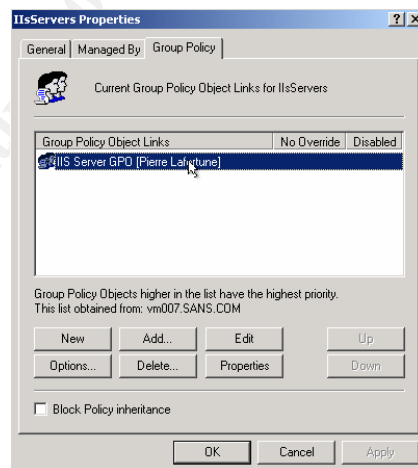 IIsServers Properties
General Managed By Group Policy
Current Group Policy Object Links for IIsServers
Group Policy Object Links No Override Disabled
IIS Server GPO [Pierre Lafortune]
Group Policy Objects higher in the list have the highest priority.
This list obtained from: vm007.SANS.COM
New Add... Edit Up
Options... Delete... Properties Down
Block Policy inheritance
OK Cancel Apply